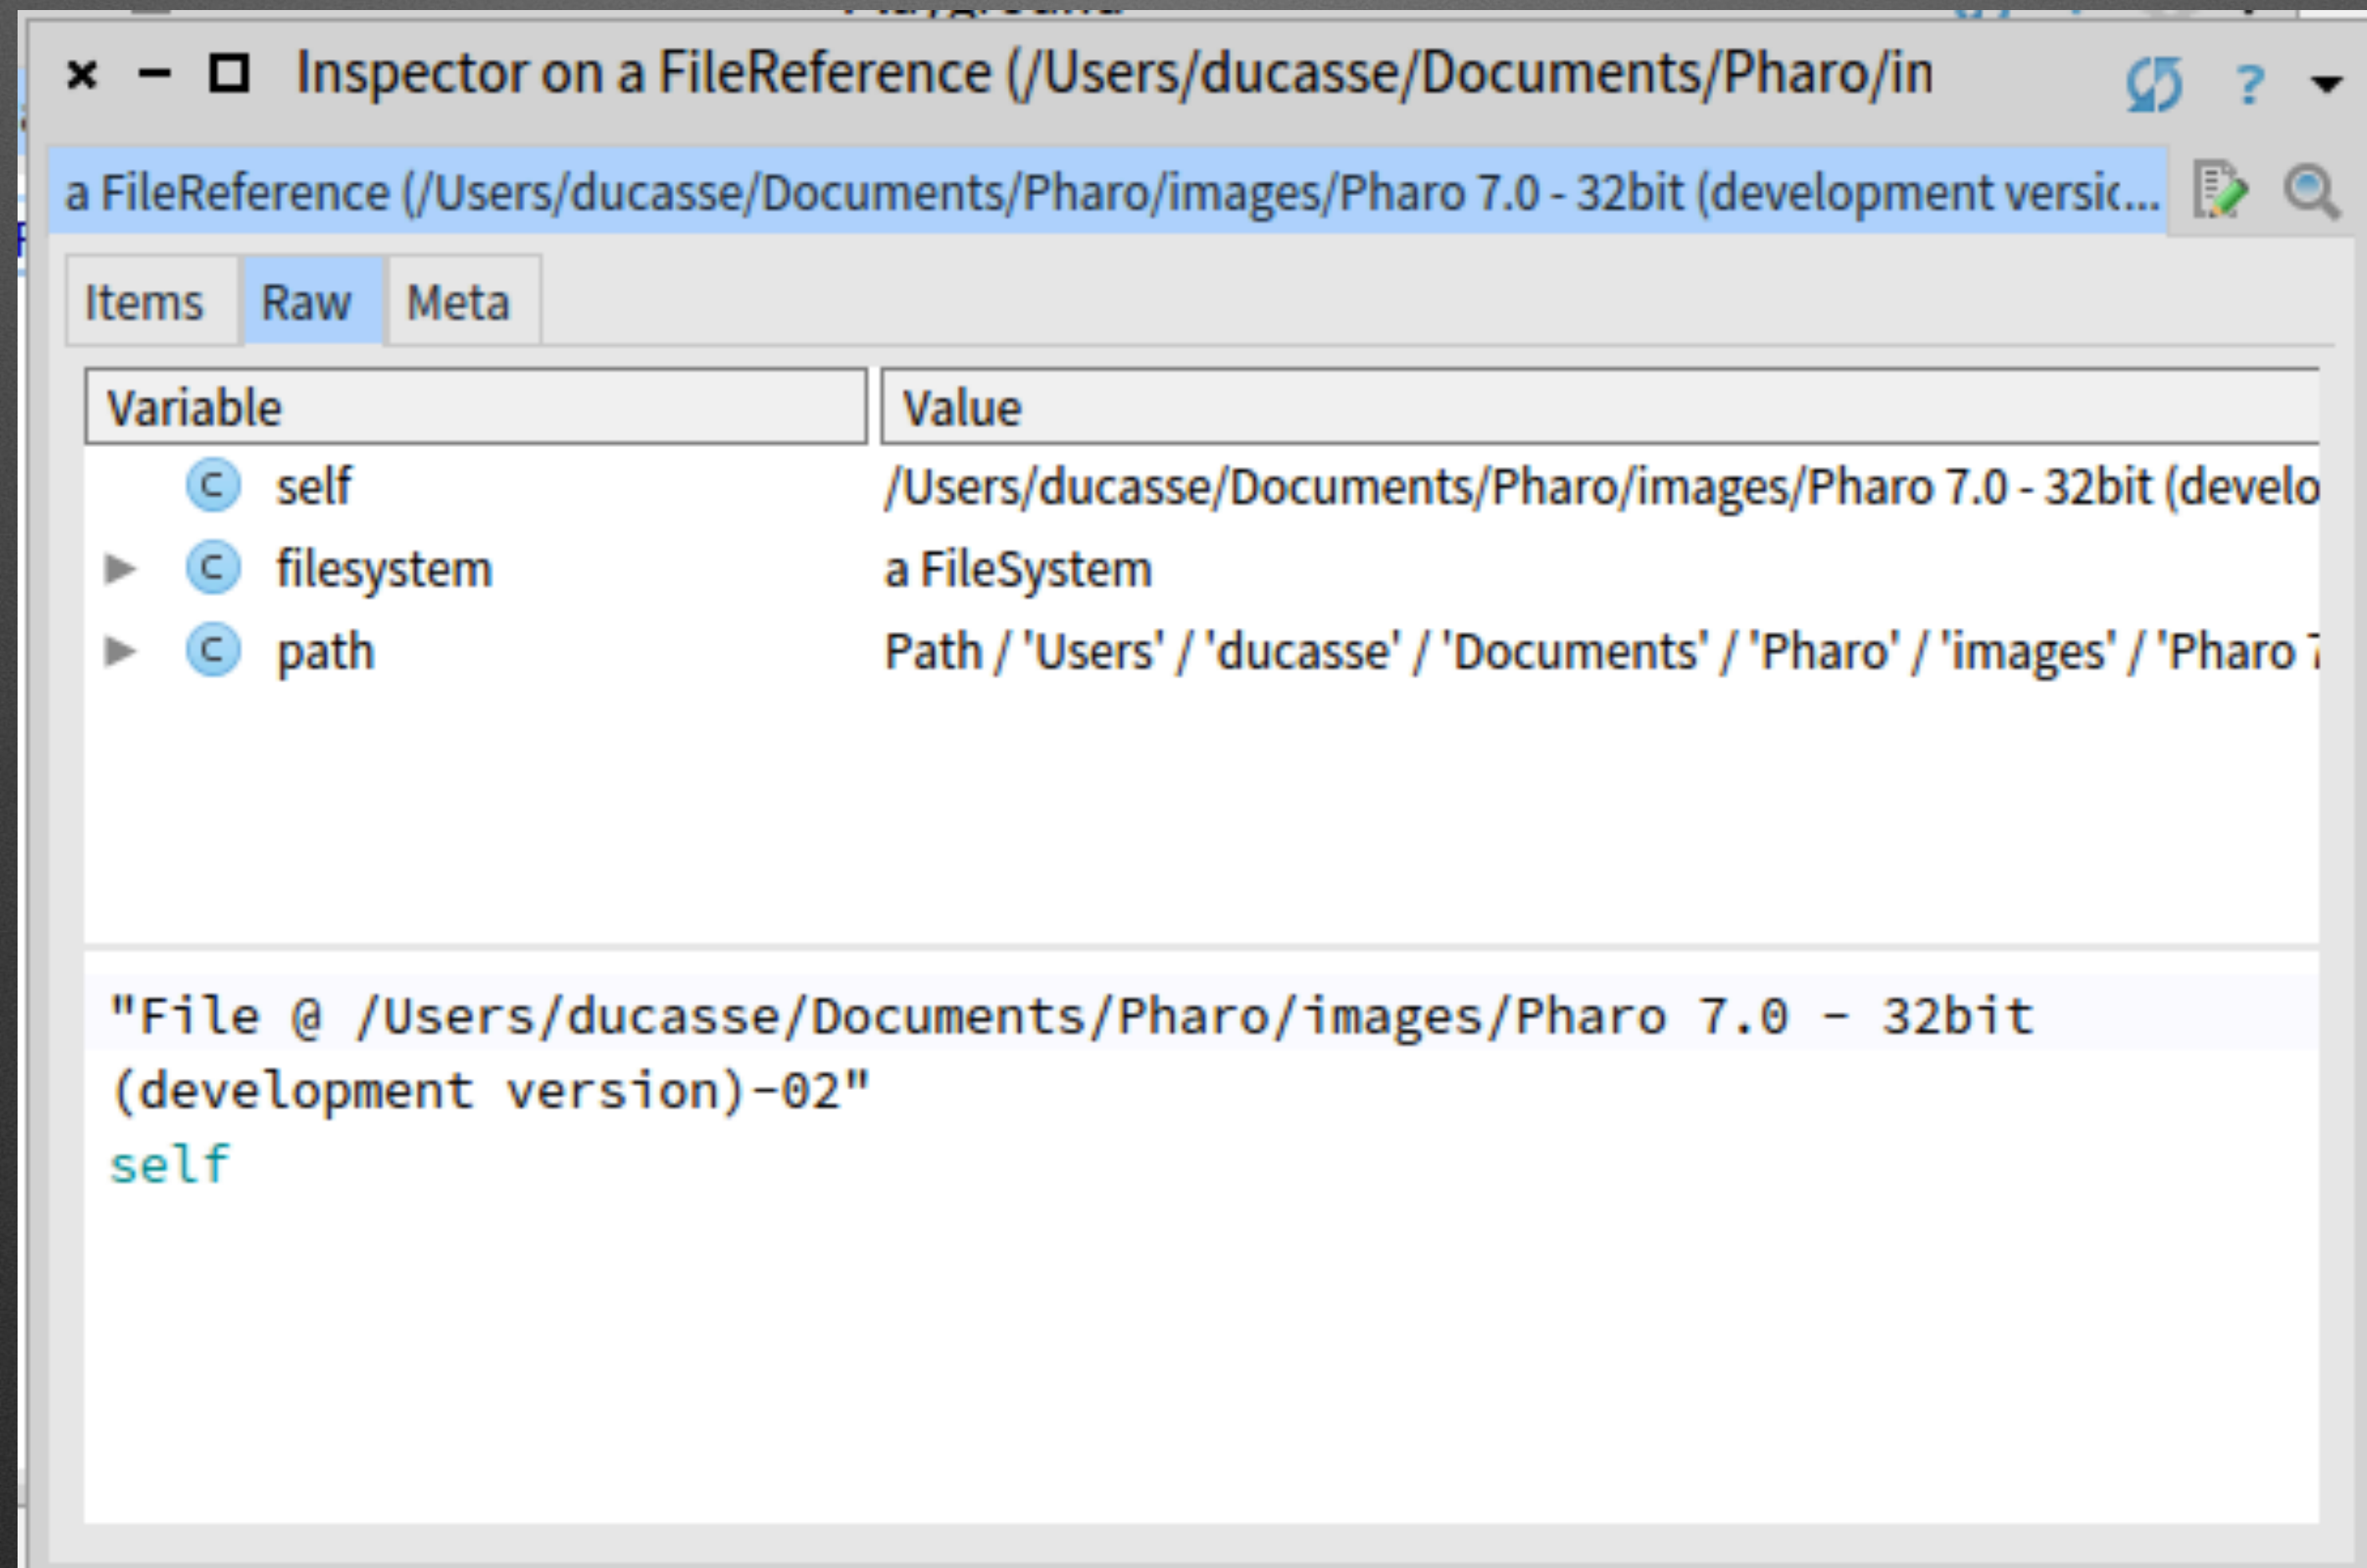 Inspector on a FileReference (/Users/ducasse/Documents/Pharo/in
?
a FileReference (/Users/ducasse/Documents/Pharo/images/Pharo 7.0 - 32bit (development versic...
Items Raw Meta
Variable Value
C self /Users/ducasse/Documents/Pharo/images/Pharo 7.0 - 32bit (develo
C filesystem a FileSystem
C path Path / 'Users' / 'ducasse' / 'Documents' / 'Pharo' / 'images' / 'Pharo 7
"File @ /Users/ducasse/Documents/Pharo/images/Pharo 7.0 - 32bit
(development version)-02"
self